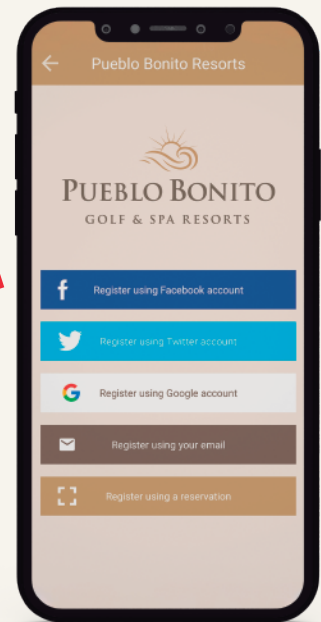 Pueblo Bonito Resorts
PUEBLO BONITO
GOLF & SPA RESORTS
Register using Facebook account
Register using Twitter account
Register using Google account
Register using your email
Register using a reservation